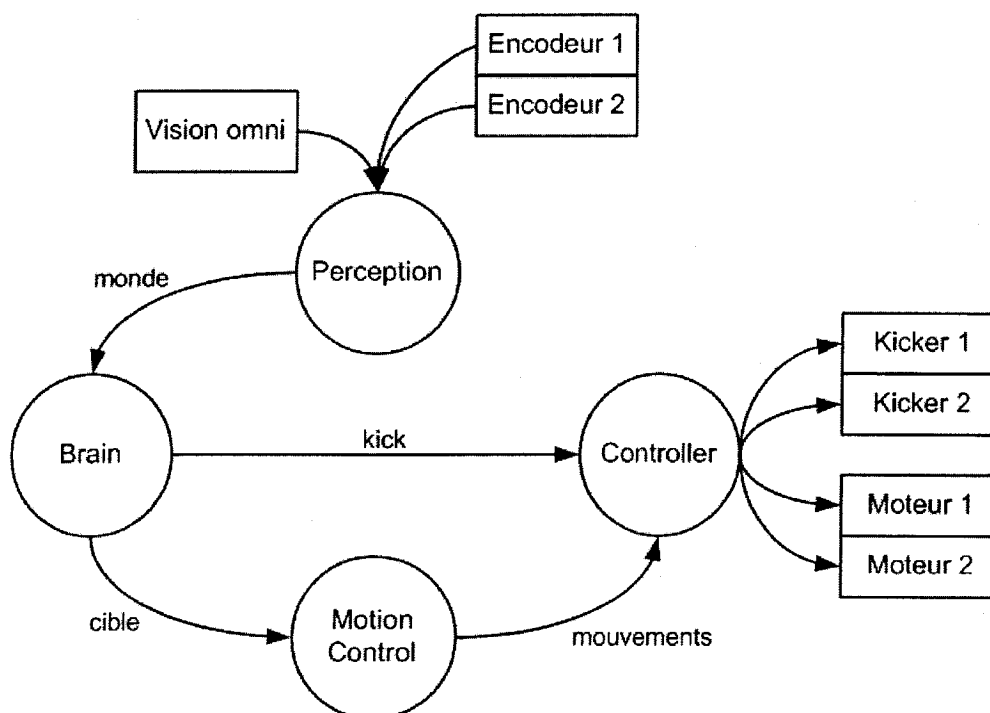 Encodeur 1
Encodeur 2
Vision omni
Perception
monde
Kicker 1
Kicker 2
Brain
kick
Controller
Moteur 1
Moteur 2
cible
Motion
Control
mouvements